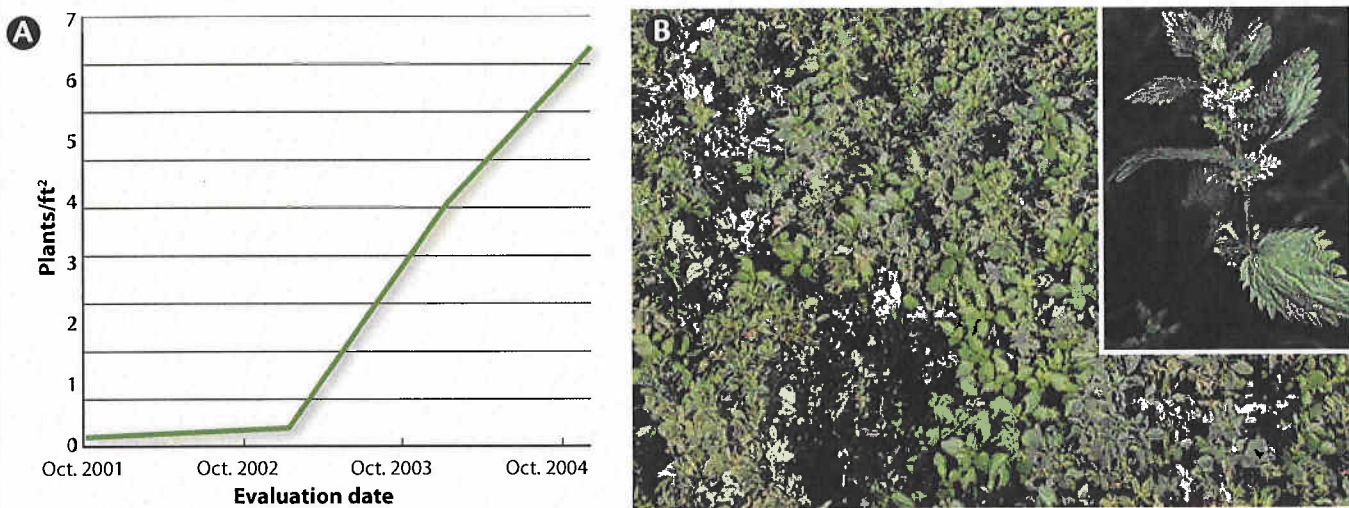 A
7
6
5
4
3
2
1
0
Plants/ft²
Oct. 2001
Oct. 2002
Oct. 2003
Oct. 2004
Evaluation date
B